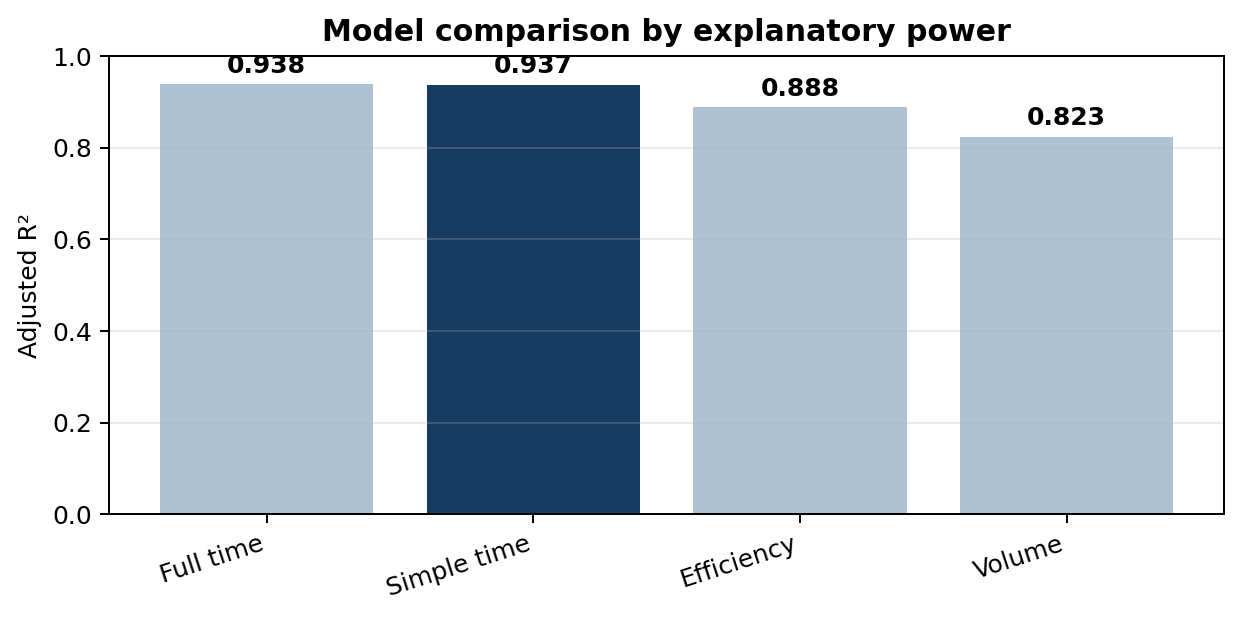 Model comparison by explanatory power
1.0
0.8
0.6
0.4
0.2
0.0
Adjusted R²
0.938
0.937
0.888
0.823
Full time
Simple time
Efficiency
Volume